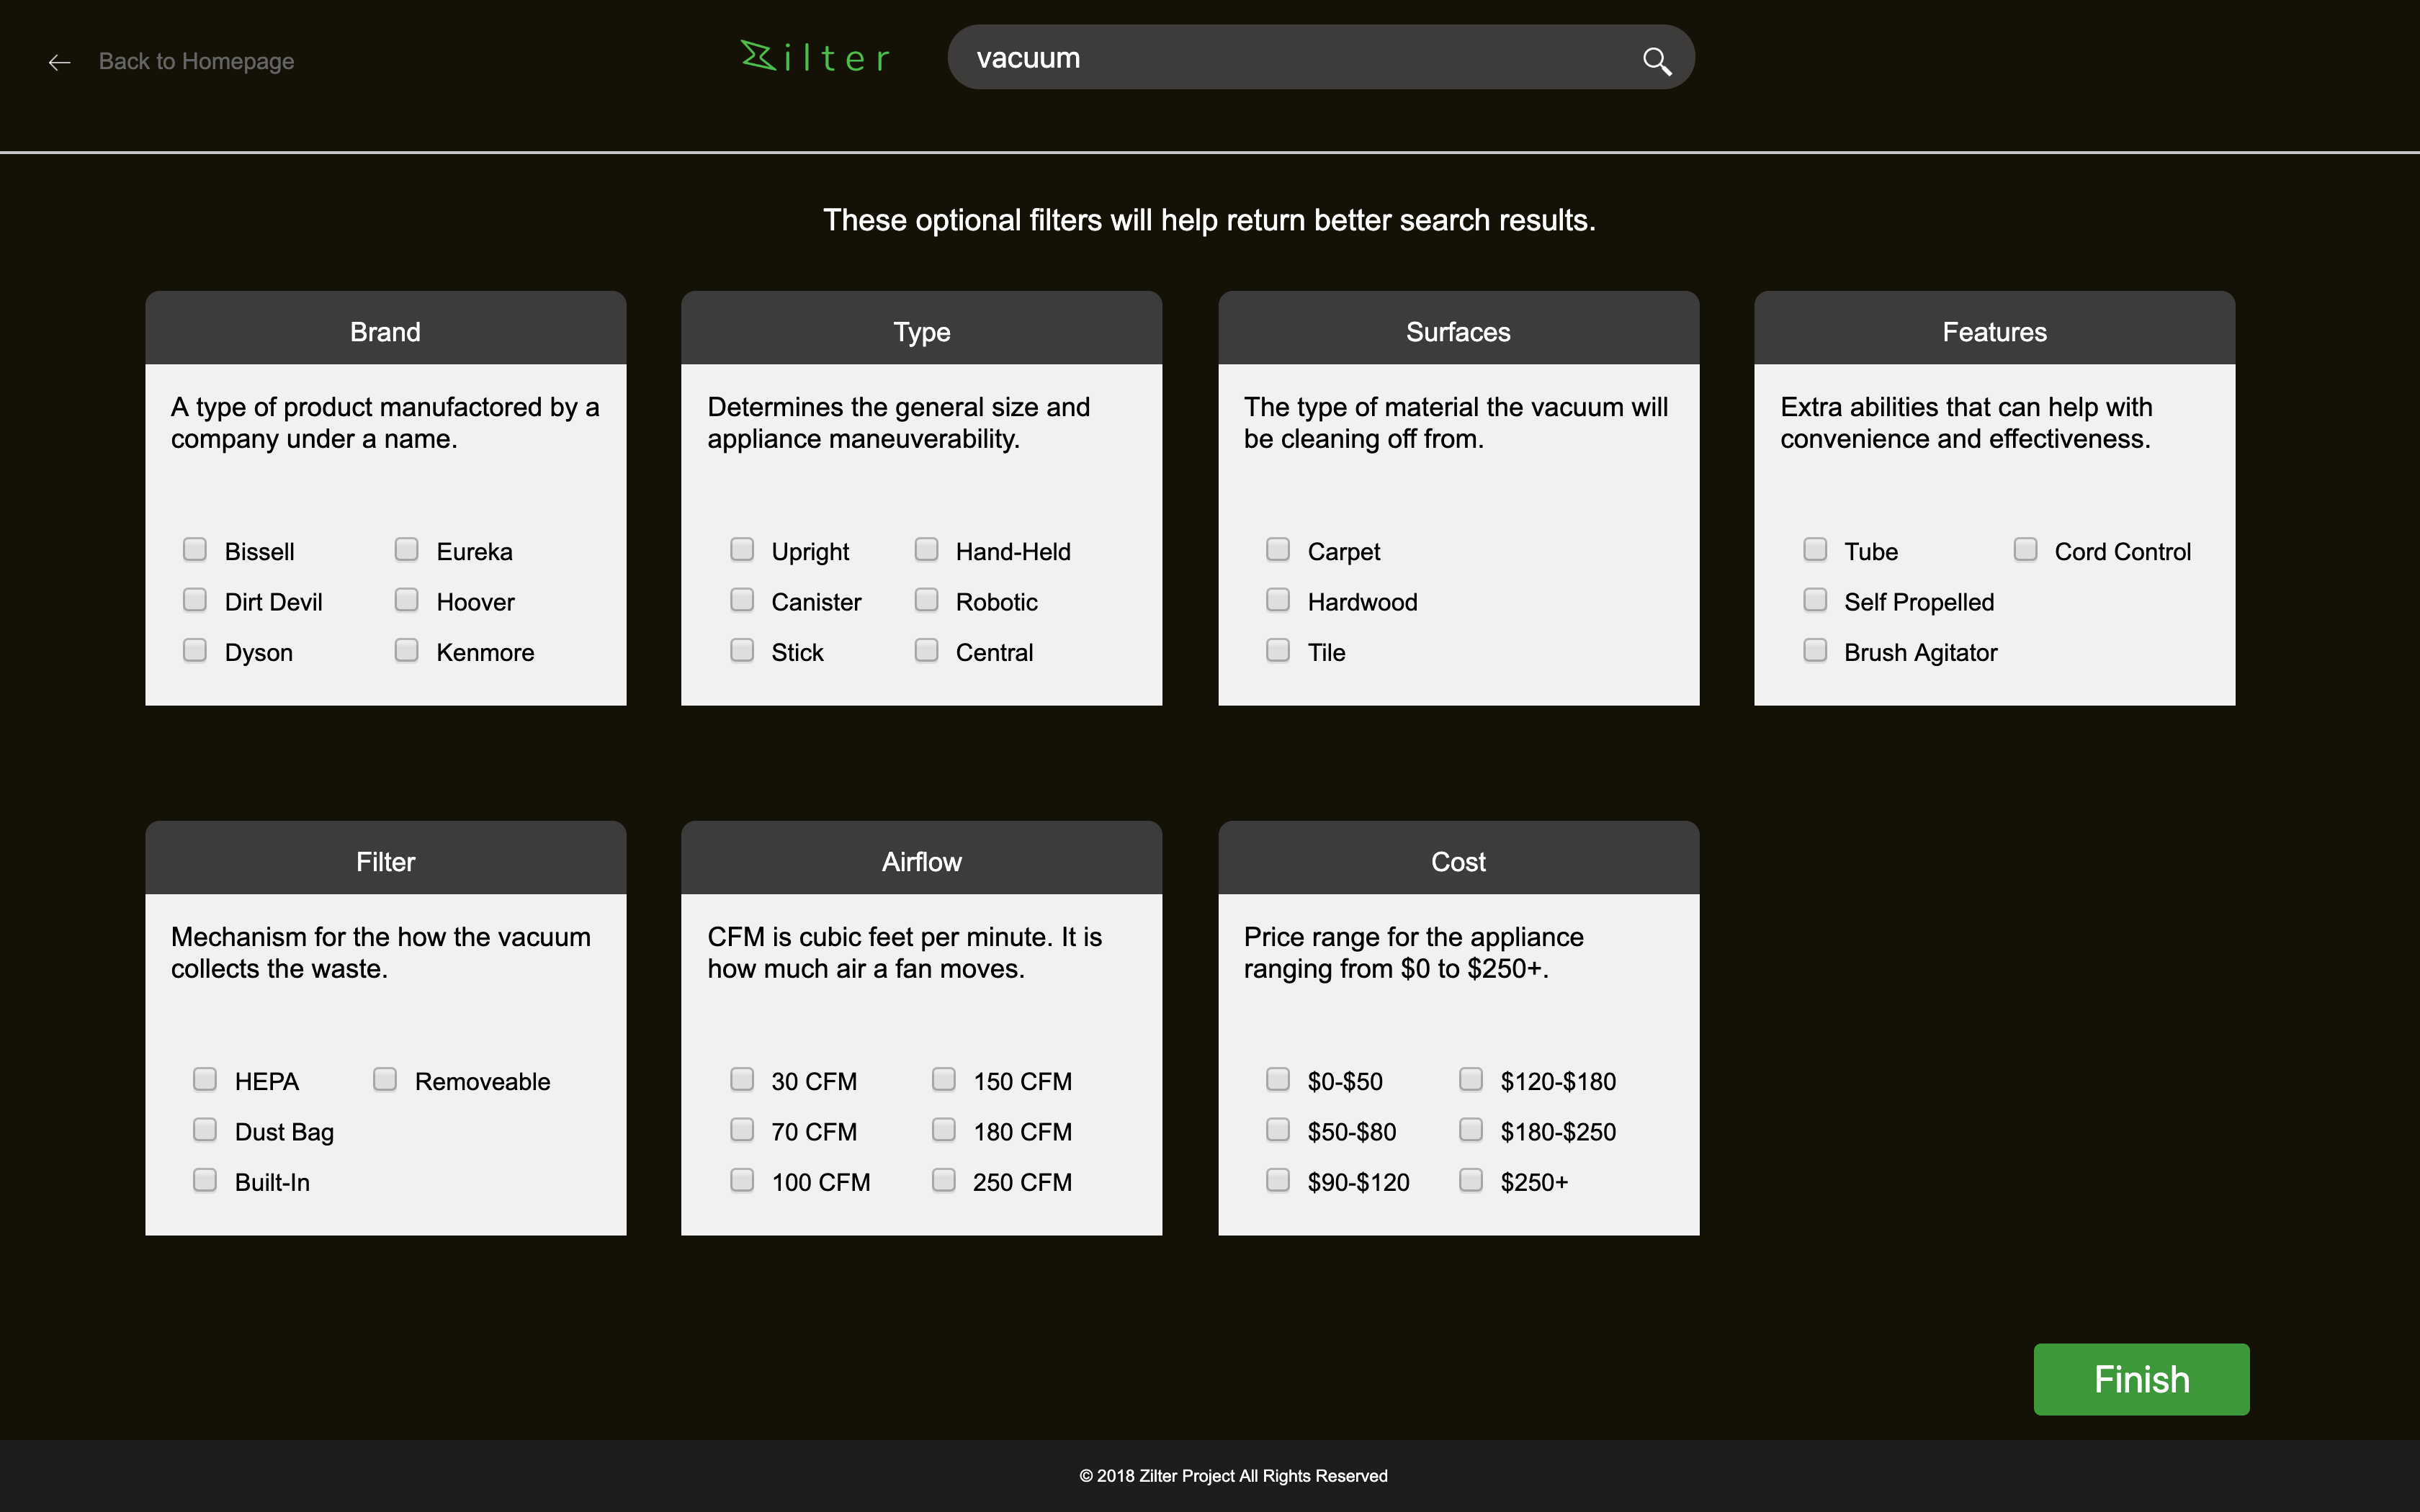 Back to Homepage
Zilter
vacuum
These optional filters will help return better search results.
Brand
A type of product manufactored by a
company under a name.
Bissell
Eureka
Dirt Devil
Hoover
Dyson
Kenmore
Type
Determines the general size and
appliance maneuverability.
Upright
Hand-Held
Canister
Robotic
Stick
Central
Surfaces
The type of material the vacuum will
be cleaning off from.
Carpet
Hardwood
Tile
Features
Extra abilities that can help with
convenience and effectiveness.
Tube
Cord Control
Self Propelled
Brush Agitator
Filter
Mechanism for the how the vacuum
collects the waste.
HEPA
Removeable
Dust Bag
Built-In
Airflow
CFM is cubic feet per minute. It is
how much air a fan moves.
30 CFM
150 CFM
70 CFM
180 CFM
100 CFM
250 CFM
Cost
Price range for the appliance
ranging from $0 to $250+.
$0-$50
$120-$180
$50-$80
$180-$250
$90-$120
$250+
Finish
© 2018 Zilter Project All Rights Reserved